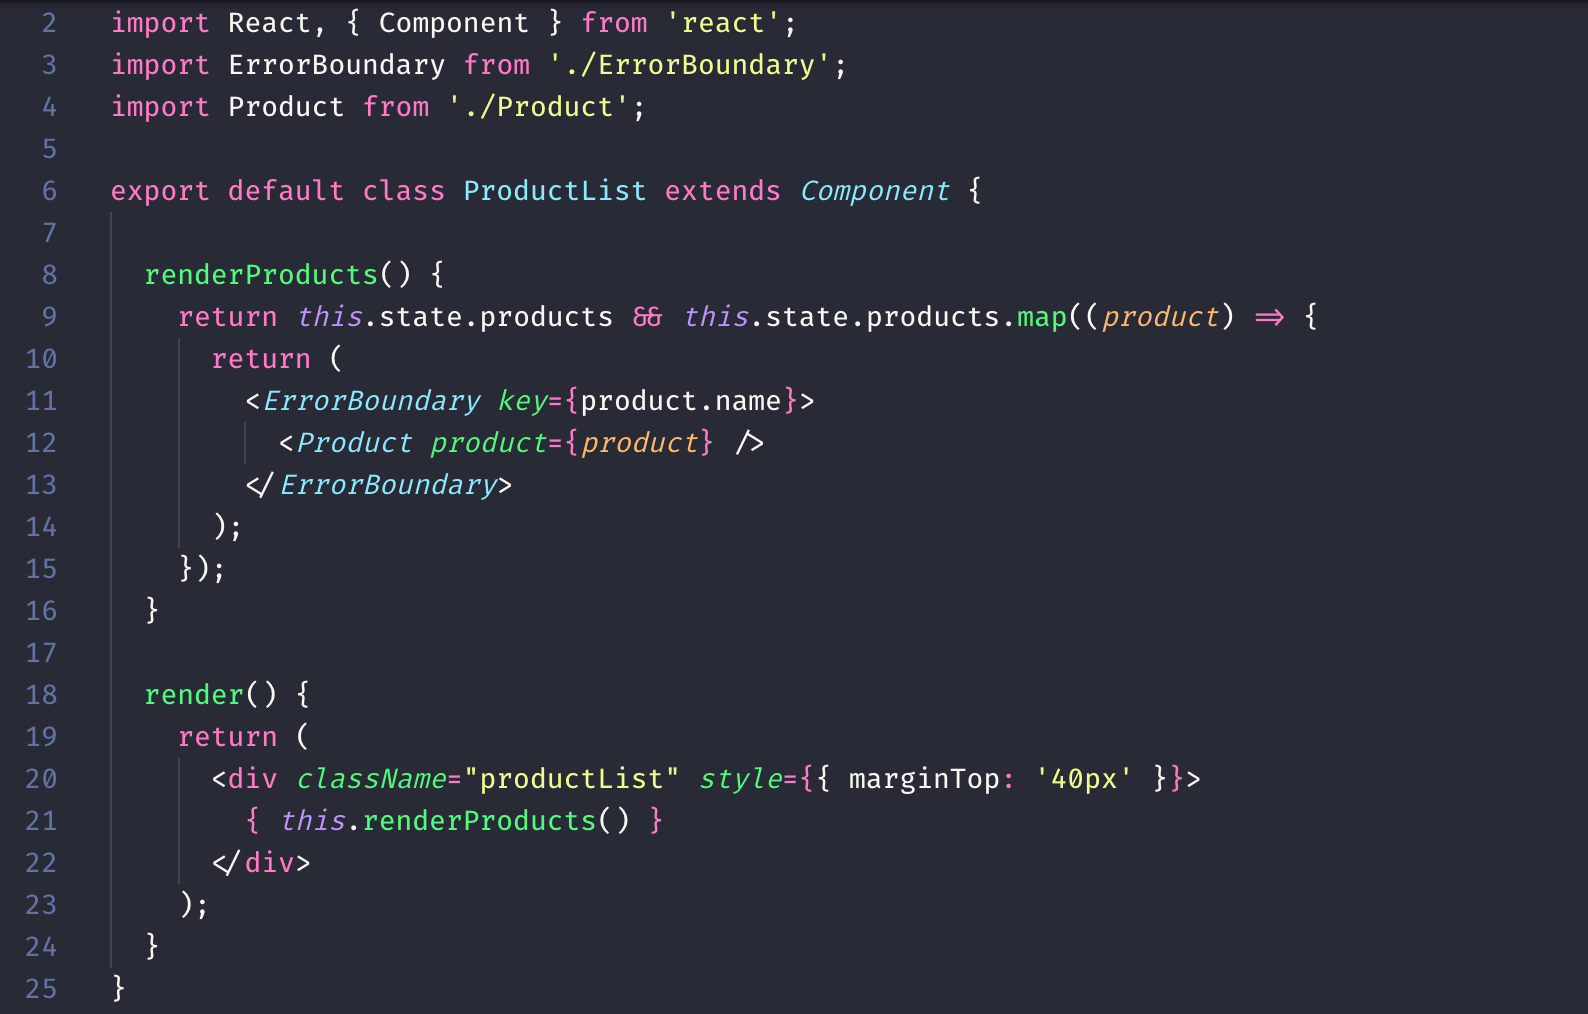 2 import React, { Component } from 'react';
3 import ErrorBoundary from './ErrorBoundary';
4 import Product from './Product';
5
6 export default class ProductList extends Component {
7
8   renderProducts() {
9     return this.state.products && this.state.products.map((product) => {
10       return (
11         <ErrorBoundary key={product.name}>
12           <Product product={product} />
13         </ErrorBoundary>
14       );
15     });
16   }
17
18   render() {
19     return (
20       <div className="productList" style={{ marginTop: '40px' }}>
21         { this.renderProducts() }
22       </div>
23     );
24   }
25 }